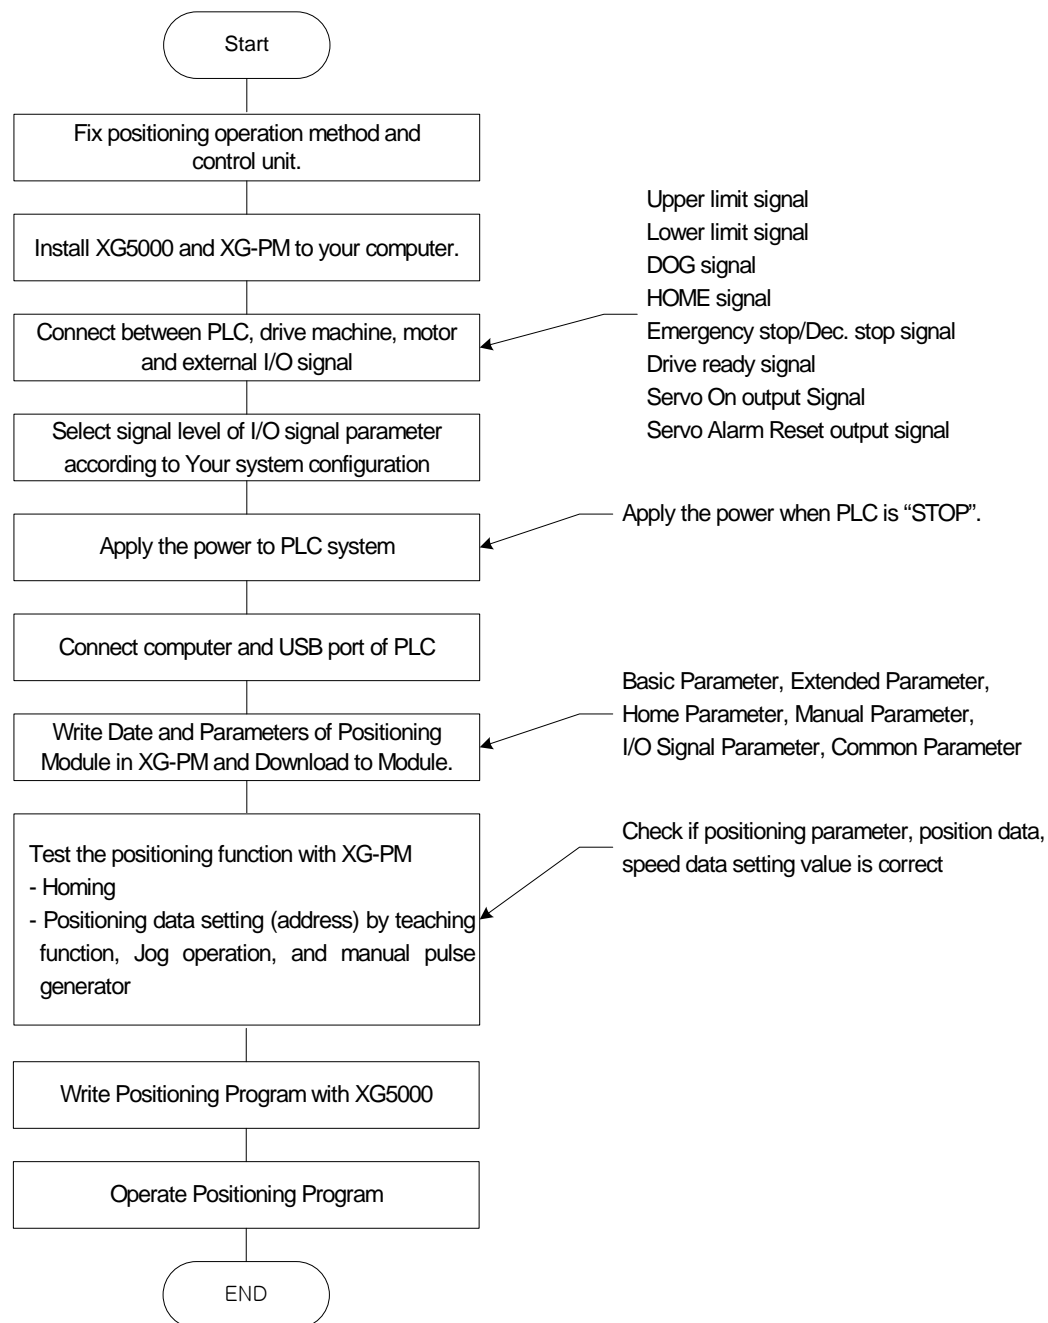 Start
Fix positioning operation method and
control unit.
Install XG5000 and XG-PM to your computer.
Connect between PLC, drive machine, motor
and external I/O signal
Upper limit signal
Lower limit signal
DOG signal
HOME signal
Emergency stop/Dec. stop signal
Drive ready signal
Servo On output Signal
Servo Alarm Reset output signal
Select signal level of I/O signal parameter
according to Your system configuration
Apply the power to PLC system
Apply the power when PLC is “STOP”.
Connect computer and USB port of PLC
Write Date and Parameters of Positioning
Module in XG-PM and Download to Module.
Basic Parameter, Extended Parameter,
Home Parameter, Manual Parameter,
I/O Signal Parameter, Common Parameter
Test the positioning function with XG-PM
- Homing
- Positioning data setting (address) by teaching
function, Jog operation, and manual pulse
generator
Check if positioning parameter, position data,
speed data setting value is correct
Write Positioning Program with XG5000
Operate Positioning Program
END